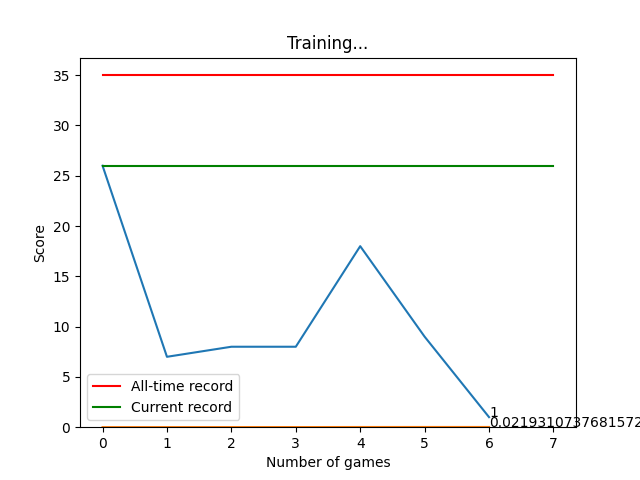 Training...
35
30
25
20
15
10
5
0
Score
All-time record
Current record
1
0.0219310737681572
0 1 2 3 4 5 6 7
Number of games